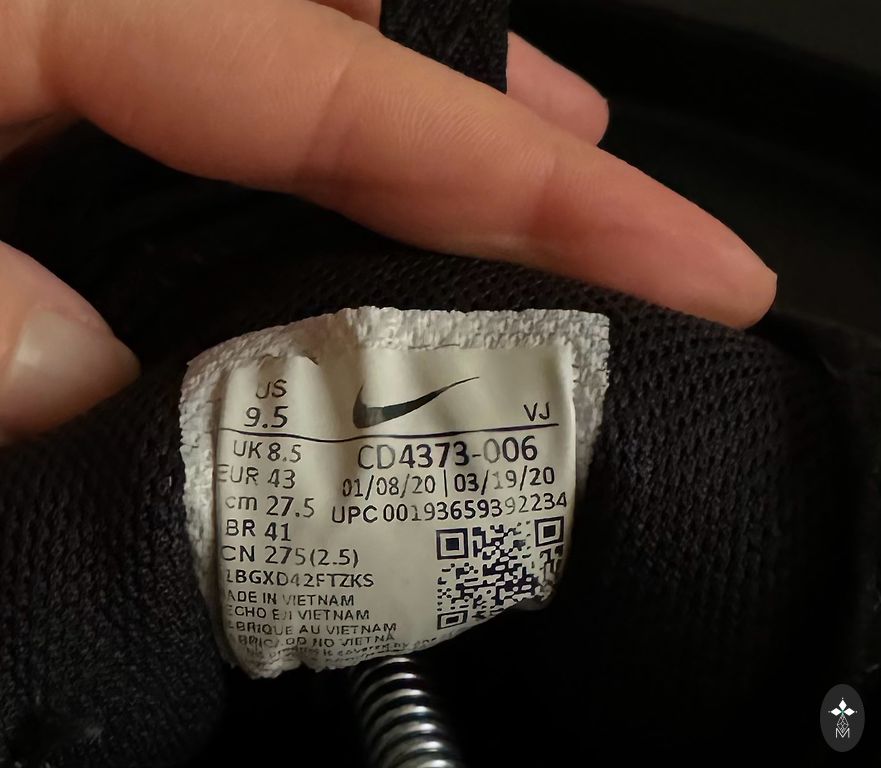 US
9.5
VJ
UK 8.5
CD4373-006
EUR 43
01/08/20 | 03/19/20
cm 27.5
UPC 00193659392234
BR 41
CN 275(2.5)
LBGXD42FTZKS
ADE IN VIETNAM
ECHO EN VIETNAM
BRIQUE AU VIETNAM
M